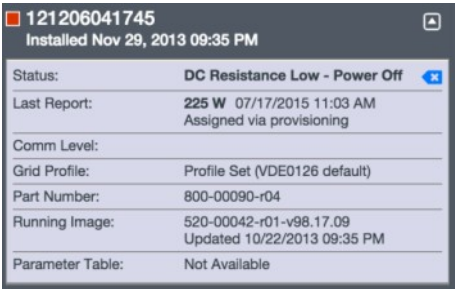 121206041745
Installed Nov 29, 2013 09:35 PM
Status: DC Resistance Low - Power Off
Last Report: 225 W 07/17/2015 11:03 AM
Assigned via provisioning
Comm Level:
Grid Profile: Profile Set (VDE0126 default)
Part Number: 800-00090-r04
Running Image: 520-00042-r01-v98.17.09
Updated 10/22/2013 09:35 PM
Parameter Table: Not Available